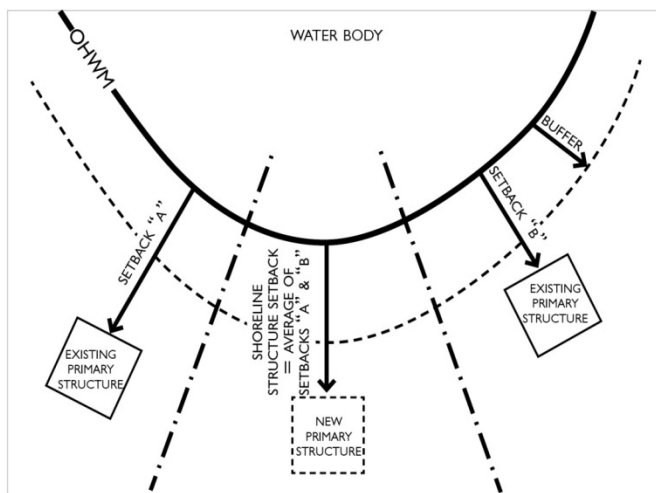 WATER BODY
OHWM
BUFFER
SETBACK "A"
SETBACK "B"
SHORELINE
STRUCTURE SETBACK
= AVERAGE OF
SETBACKS "A" & "B"
EXISTING
PRIMARY
STRUCTURE
EXISTING
PRIMARY
STRUCTURE
NEW
PRIMARY
STRUCTURE